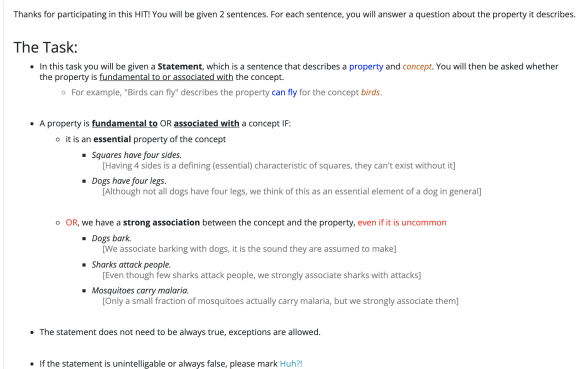 Thanks for participating in this HIT! You will be given 2 sentences. For each sentence, you will answer a question about the property it describes.
The Task:
• In this task you will be given a Statement, which is a sentence that describes a property and concept. You will then be asked whether
the property is fundamental to or associated with the concept.
○ For example, "Birds can fly" describes the property can fly for the concept birds.
• A property is fundamental to OR associated with a concept IF:
○ it is an essential property of the concept
▪ Squares have four sides.
[Having 4 sides is a defining (essential) characteristic of squares, they can't exist without it]
▪ Dogs have four legs.
[Although not all dogs have four legs, we think of this as an essential element of a dog in general]
○ OR, we have a strong association between the concept and the property, even if it is uncommon
▪ Dogs bark.
[We associate barking with dogs, it is the sound they are assumed to make]
▪ Sharks attack people.
[Even though few sharks attack people, we strongly associate sharks with attacks]
▪ Mosquitoes carry malaria.
[Only a small fraction of mosquitoes actually carry malaria, but we strongly associate them]
• The statement does not need to be always true, exceptions are allowed.
• If the statement is unintelligable or always false, please mark Huh?!